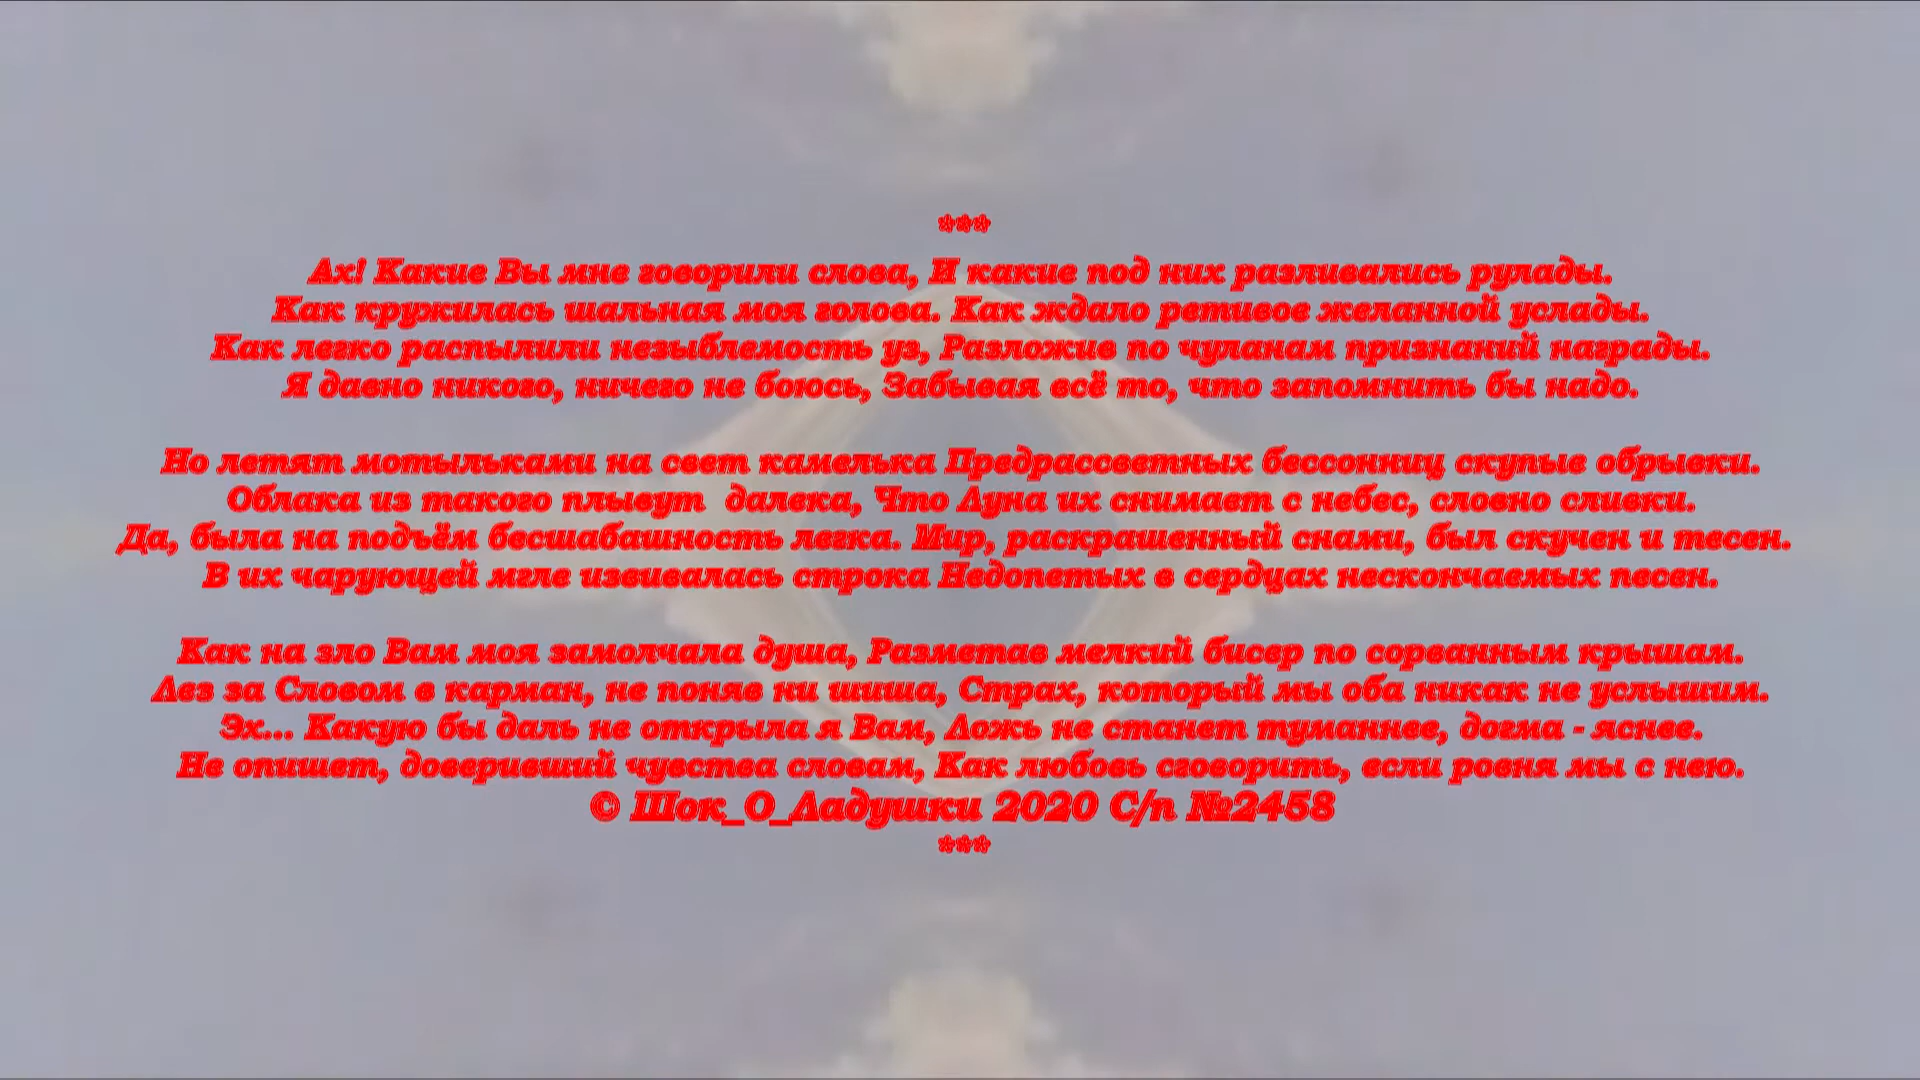 ***
Ах! Какие Вы мне говорили слова, И какие под них разливались рулады.
Как кружилась шальная моя голова. Как ждало ретивое желанной услады.
Как легко распылили незыблемость уз, Разложив по чуланам признаний награды.
Я давно никого, ничего не боюсь, Забывая всё то, что запомнить бы надо.
Но летят мотыльками на свет камелька Предрассветных бессонниц скупые обрывки.
Облака из такого плывут далека, Что Луна их снимает с небес, словно сливки.
Да, была на подъём бесшабашность легка. Мир, раскрашенный снами, был скучен и тесен.
В их чарующей мгле извивалась строка Недопетых в сердцах нескончаемых песен.
Как на зло Вам моя замолчала душа, Разметав мелкий бисер по сорванным крышам.
Лез за Словом в карман, не поняв ни шиша, Страх, который мы оба никак не услышим.
Эх... Какую бы даль не открыла я Вам, Ложь не станет туманнее, догма - яснее.
Не опишет, доверивший чувства словам, Как любовь сговорить, если ровня мы с нею.
© Шок_О_Ладушки 2020 С/п №2458
***